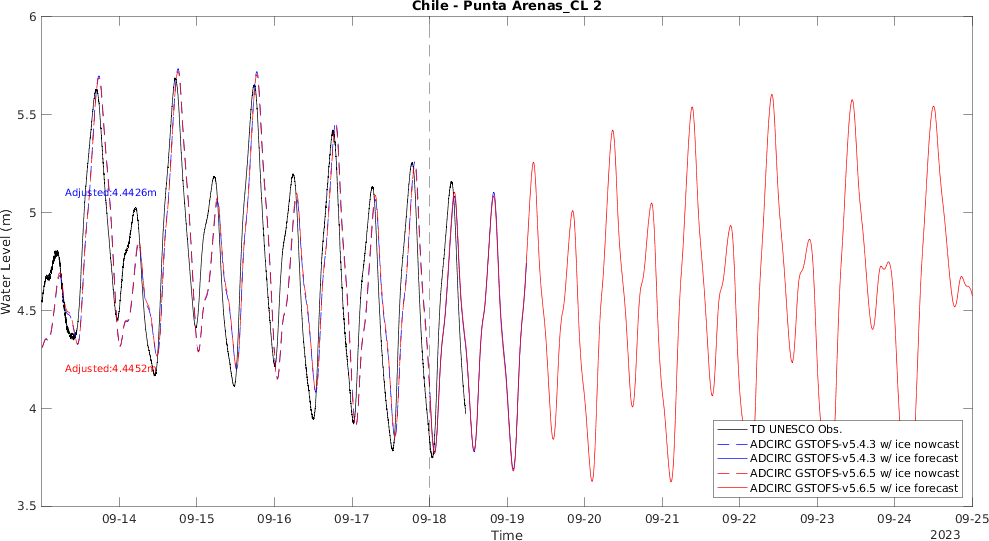 Chile - Punta Arenas_CL 2
6
5.5
5
4.5
4
3.5
Water Level (m)
Adjusted:4.4426m
Adjusted:4.4452m
TD UNESCO Obs.
ADCIRC GSTOFS-v5.4.3 w/ ice nowcast
ADCIRC GSTOFS-v5.4.3 w/ ice forecast
ADCIRC GSTOFS-v5.6.5 w/ ice nowcast
ADCIRC GSTOFS-v5.6.5 w/ ice forecast
09-14 09-15 09-16 09-17 09-18 09-19 09-20 09-21 09-22 09-23 09-24 09-25
Time
2023